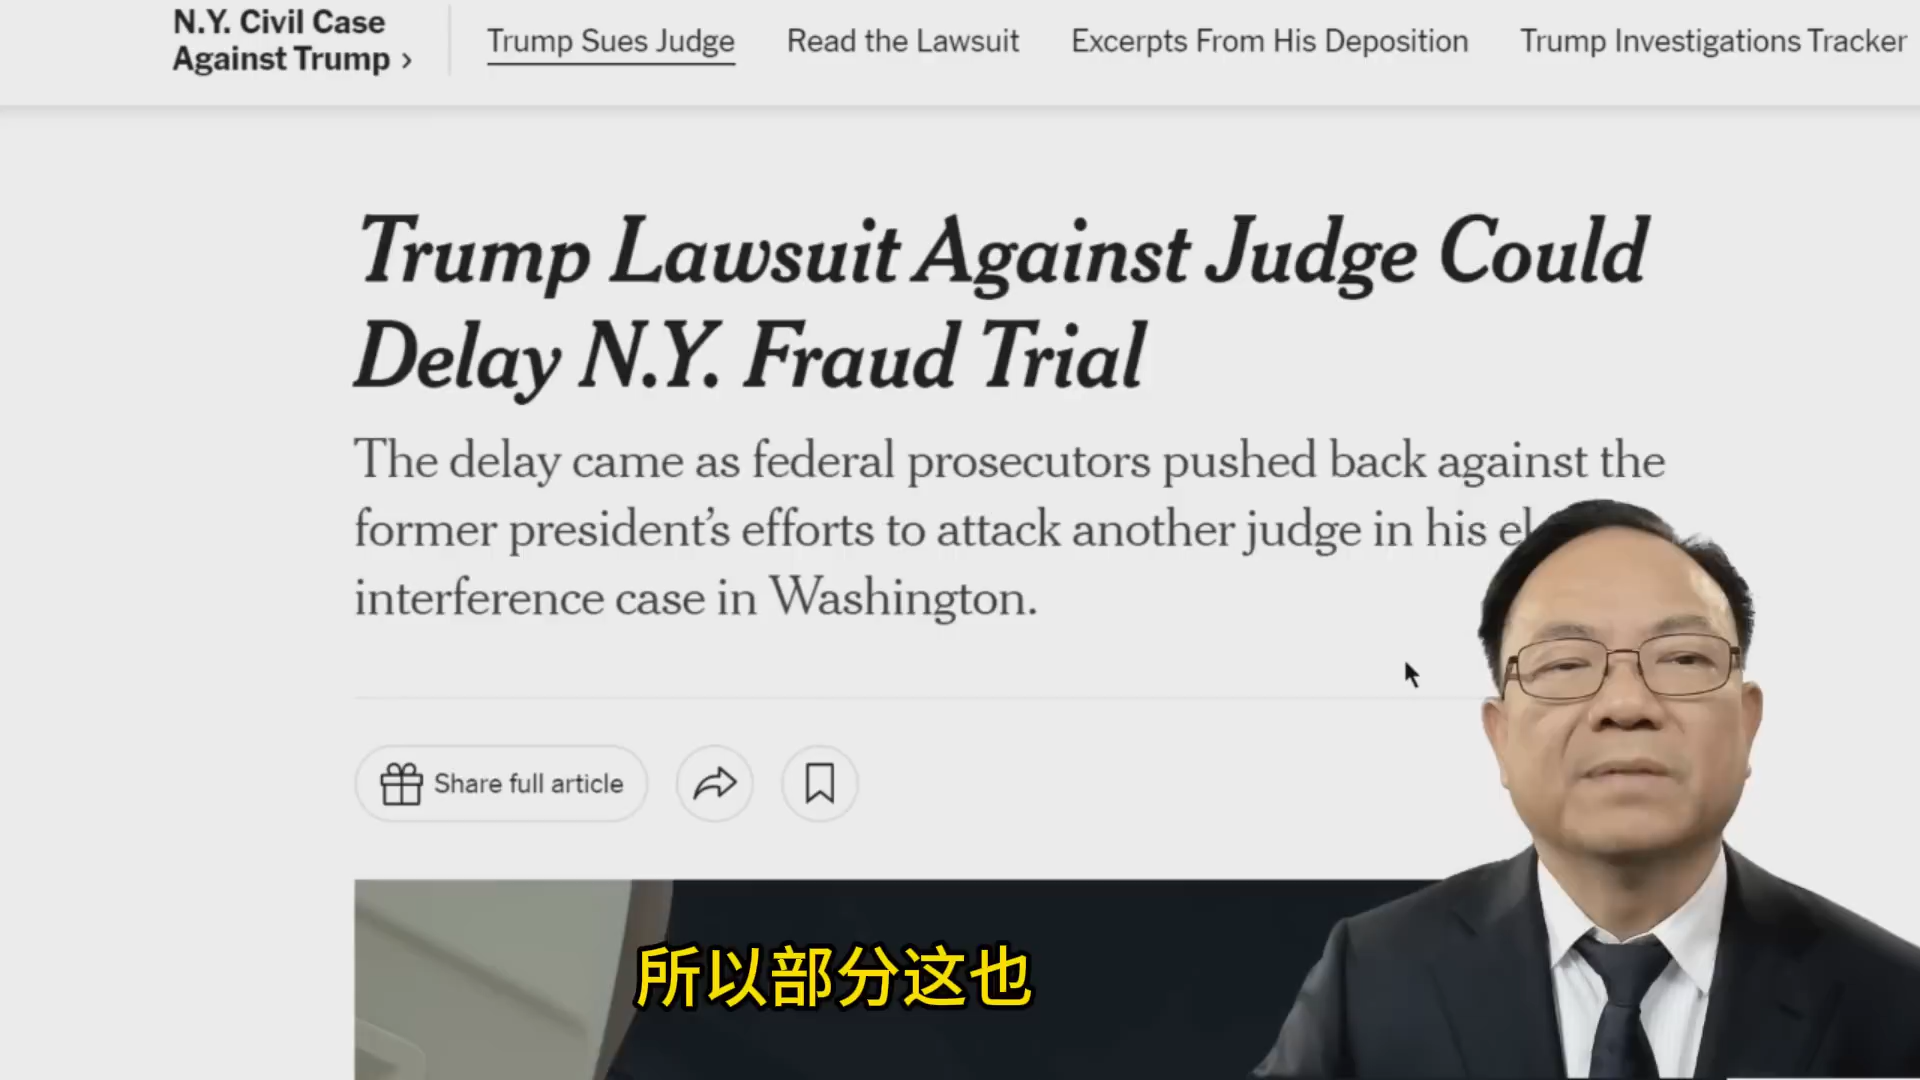 N.Y. Civil Case
Against Trump ›
Trump Sues Judge
Read the Lawsuit
Excerpts From His Deposition
Trump Investigations Tracker
Trump Lawsuit Against Judge Could
Delay N.Y. Fraud Trial
The delay came as federal prosecutors pushed back against the
former president’s efforts to attack another judge in his
interference case in Washington.
Share full article
所以部分这也